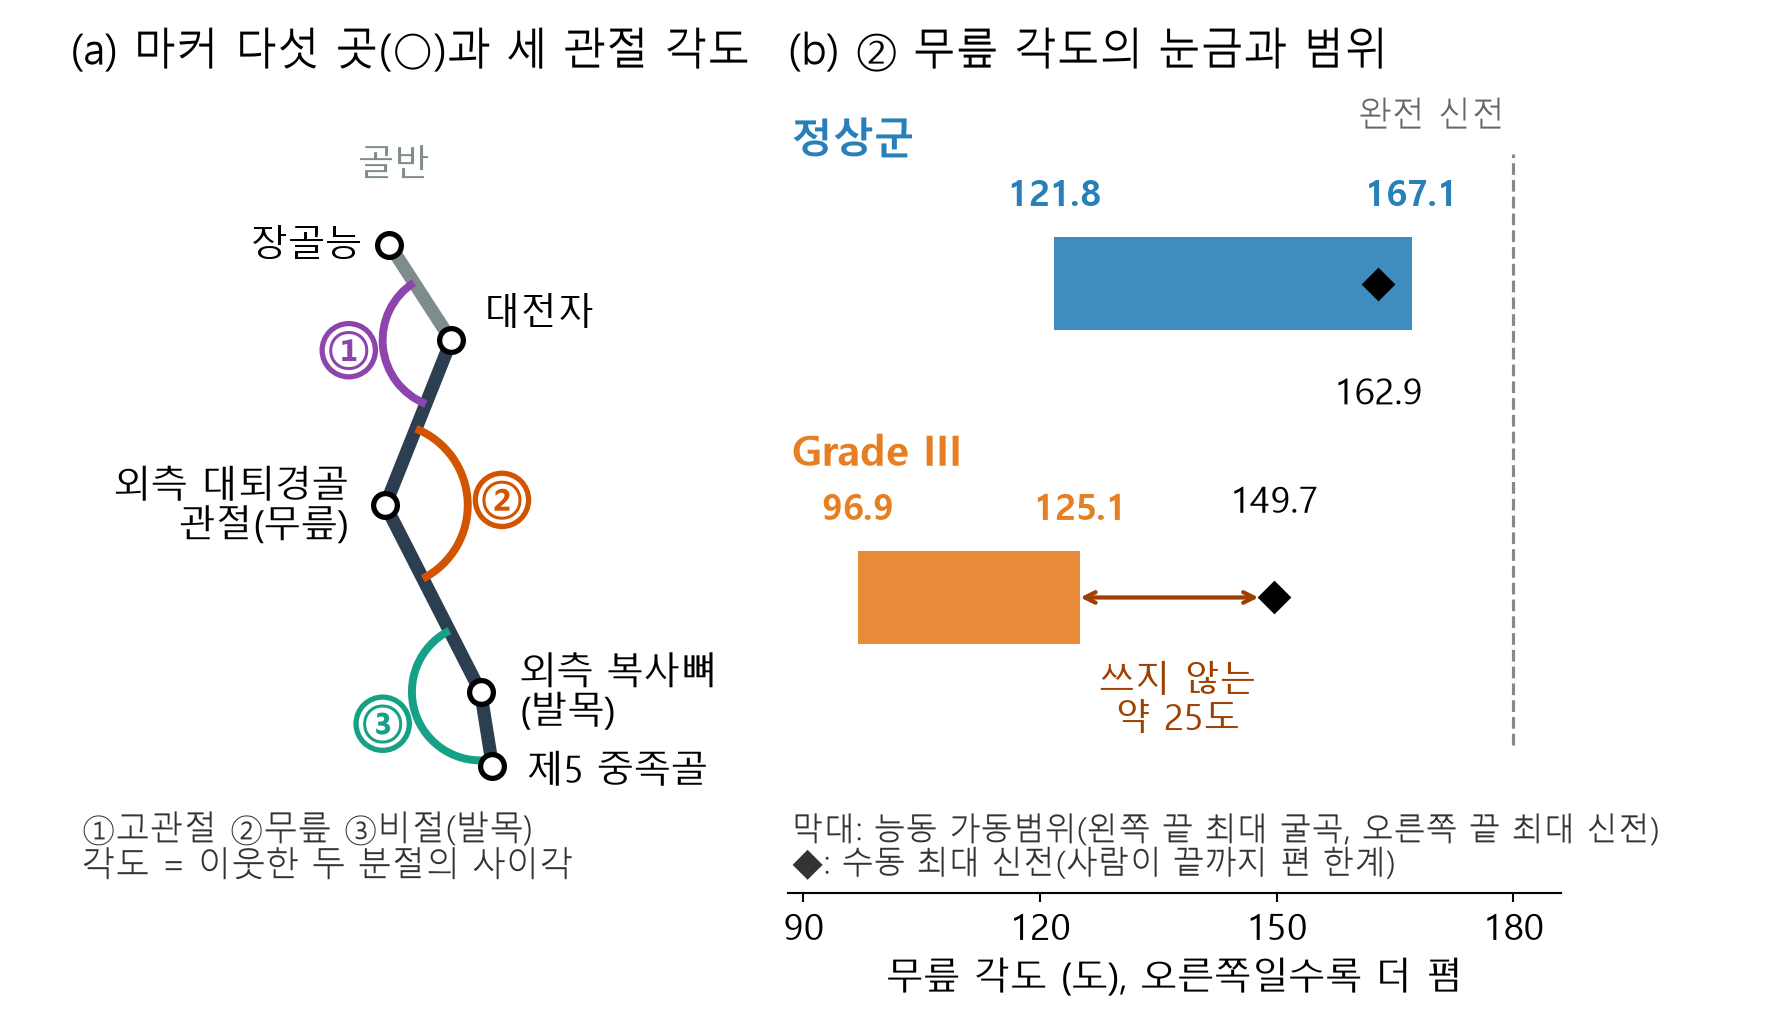 (a) 마커 다섯 곳(○)과 세 관절 각도
골반
장골능
대전자
①
외측 대퇴경골
관절(무릎)
②
외측 복사뼈
(발목)
③
제5 중족골
①고관절 ②무릎 ③비절(발목)
각도 = 이웃한 두 분절의 사이각
(b) ② 무릎 각도의 눈금과 범위
완전 신전
정상군
121.8
167.1
162.9
Grade III
96.9
125.1
149.7
쓰지 않는
약 25도
막대: 능동 가동범위(왼쪽 끝 최대 굴곡, 오른쪽 끝 최대 신전)
◆: 수동 최대 신전(사람이 끝까지 편 한계)
90
120
150
180
무릎 각도 (도), 오른쪽일수록 더 폄